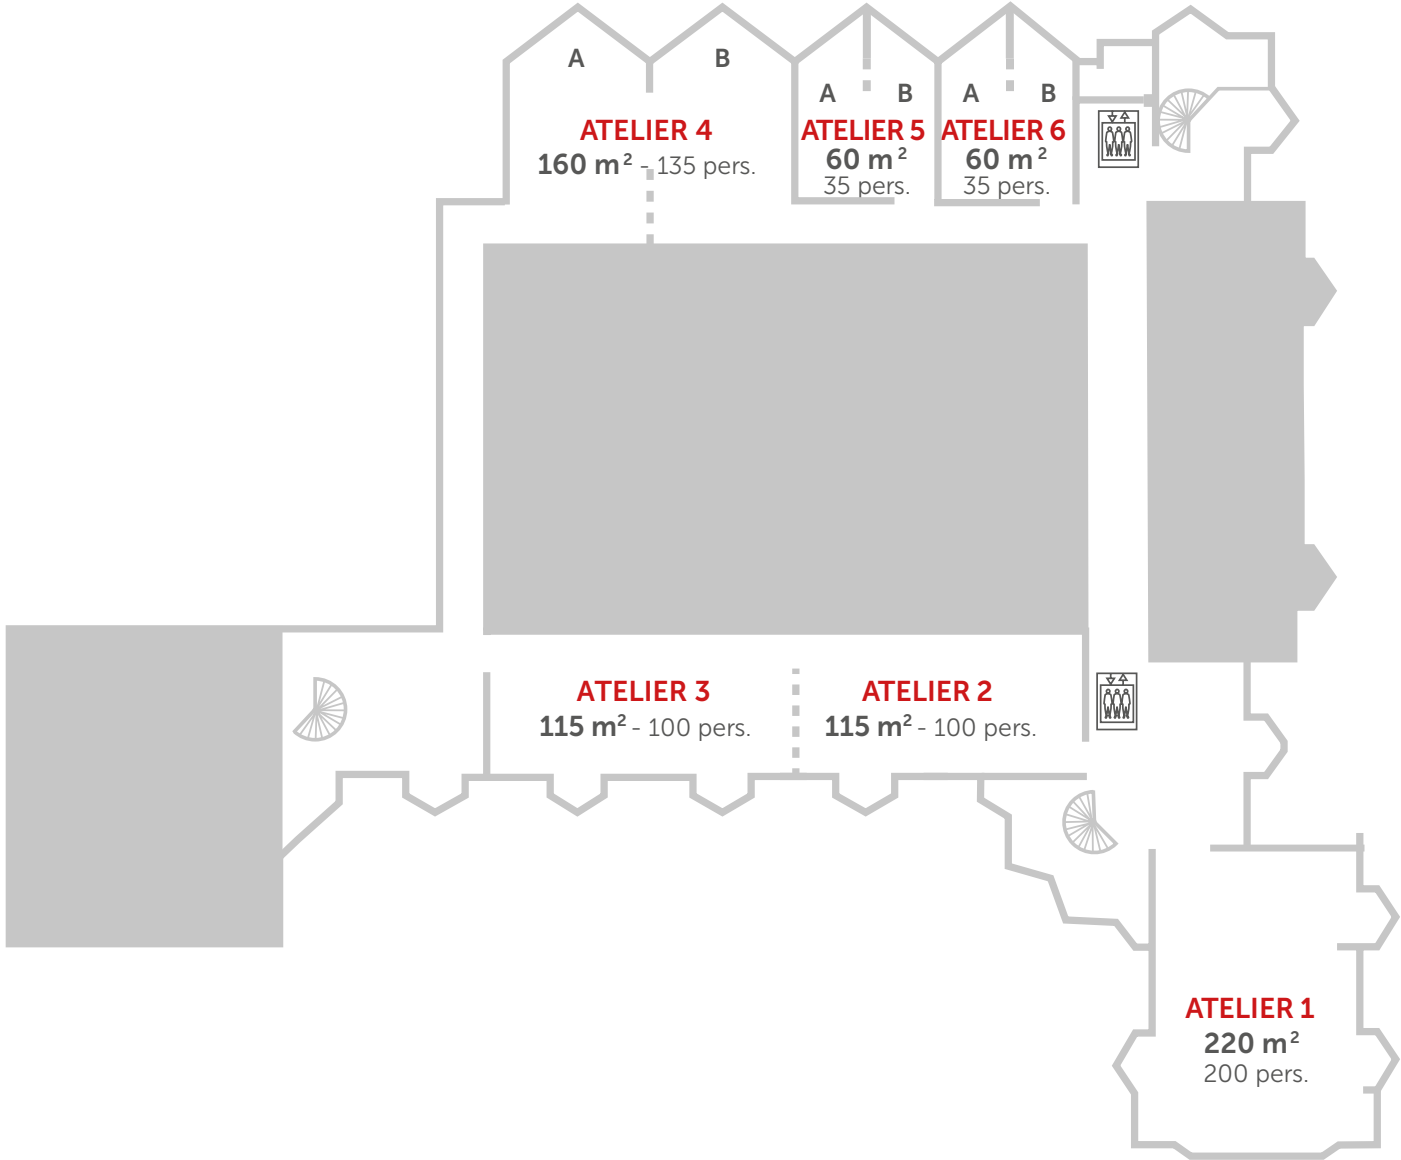 A
B
ATELIER 4
160 m² - 135 pers.
A B
ATELIER 5
60 m²
35 pers.
A B
ATELIER 6
60 m²
35 pers.
ATELIER 3
115 m² - 100 pers.
ATELIER 2
115 m² - 100 pers.
ATELIER 1
220 m²
200 pers.